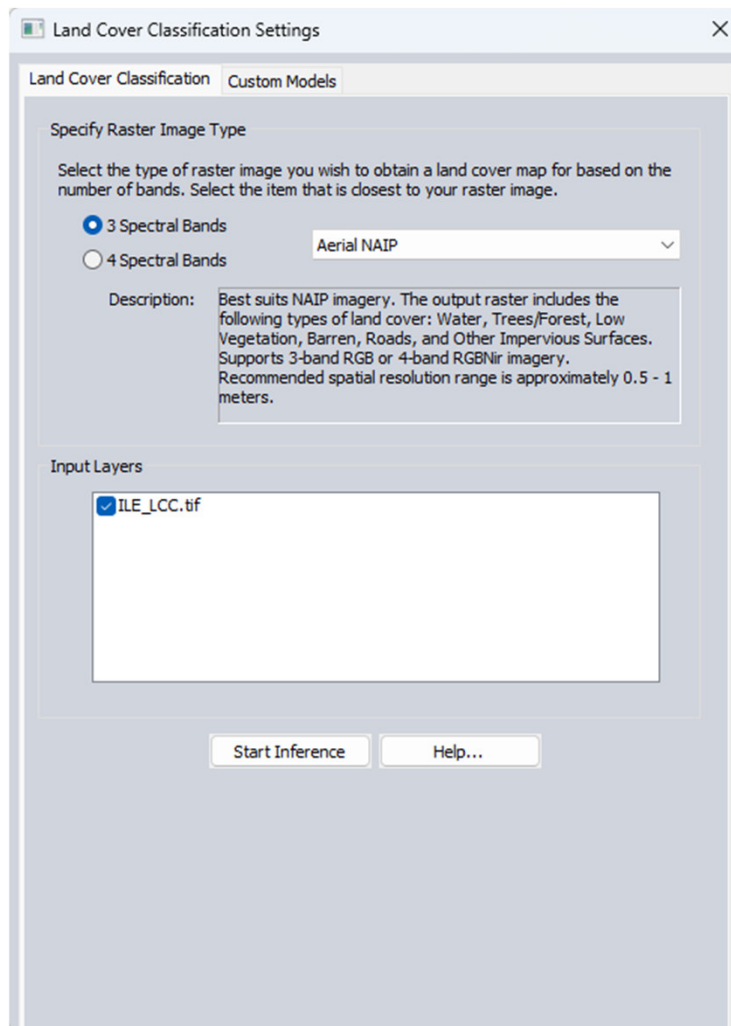 Land Cover Classification Settings
Land Cover Classification
Custom Models
Specify Raster Image Type
Select the type of raster image you wish to obtain a land cover map for based on the
number of bands. Select the item that is closest to your raster image.
3 Spectral Bands
4 Spectral Bands
Aerial NAIP
Description:
Best suits NAIP imagery. The output raster includes the
following types of land cover: Water, Trees/Forest, Low
Vegetation, Barren, Roads, and Other Impervious Surfaces.
Supports 3-band RGB or 4-band RGBNir imagery.
Recommended spatial resolution range is approximately 0.5 - 1
meters.
Input Layers
ILE_LCC.tif
Start Inference
Help...